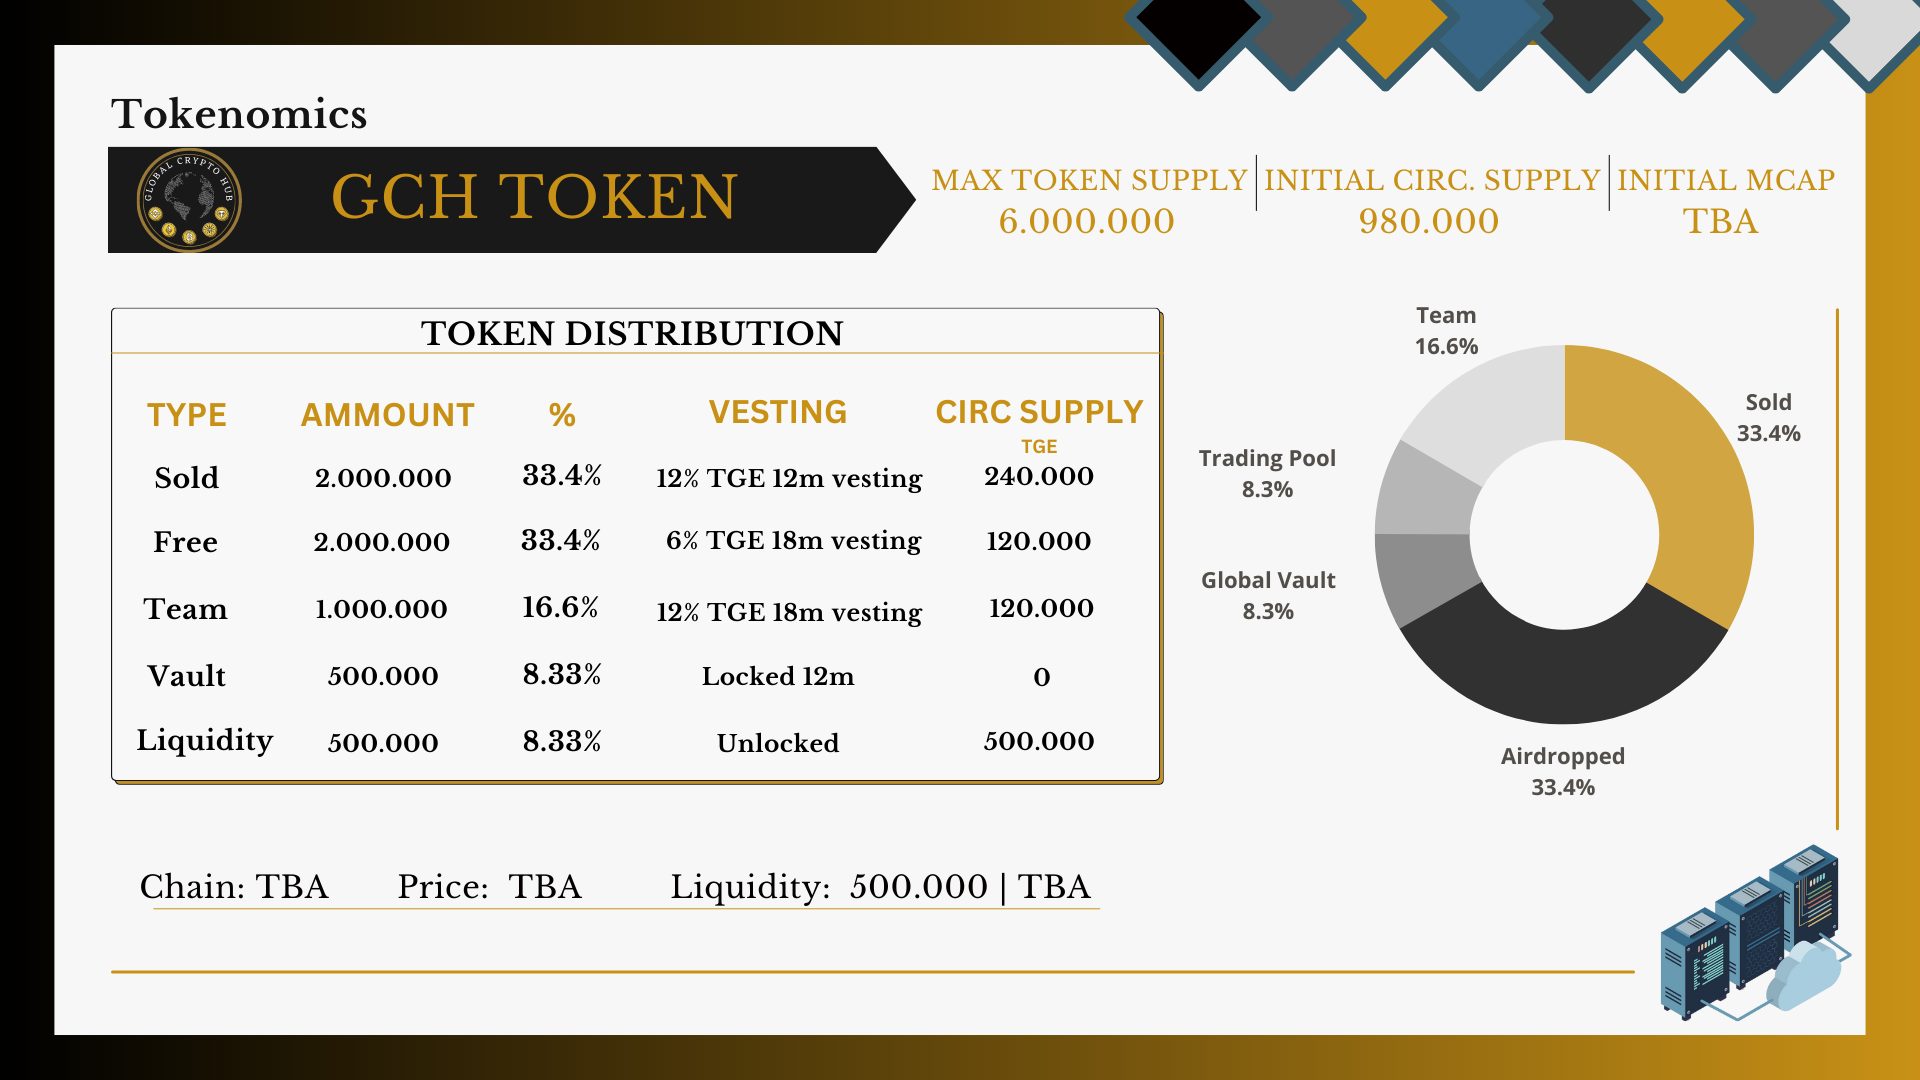 Tokenomics
GLOBAL CRYPTO HUB
GCH TOKEN
MAX TOKEN SUPPLY
6.000.000
INITIAL CIRC. SUPPLY
980.000
INITIAL MCAP
TBA
TOKEN DISTRIBUTION
TYPE AMMOUNT % VESTING CIRC SUPPLY
TGE
Sold 2.000.000 33.4% 12% TGE 12m vesting 240.000
Free 2.000.000 33.4% 6% TGE 18m vesting 120.000
Team 1.000.000 16.6% 12% TGE 18m vesting 120.000
Vault 500.000 8.33% Locked 12m 0
Liquidity 500.000 8.33% Unlocked 500.000
Team
16.6%
Sold
33.4%
Trading Pool
8.3%
Global Vault
8.3%
Airdropped
33.4%
Chain: TBA Price: TBA Liquidity: 500.000 | TBA